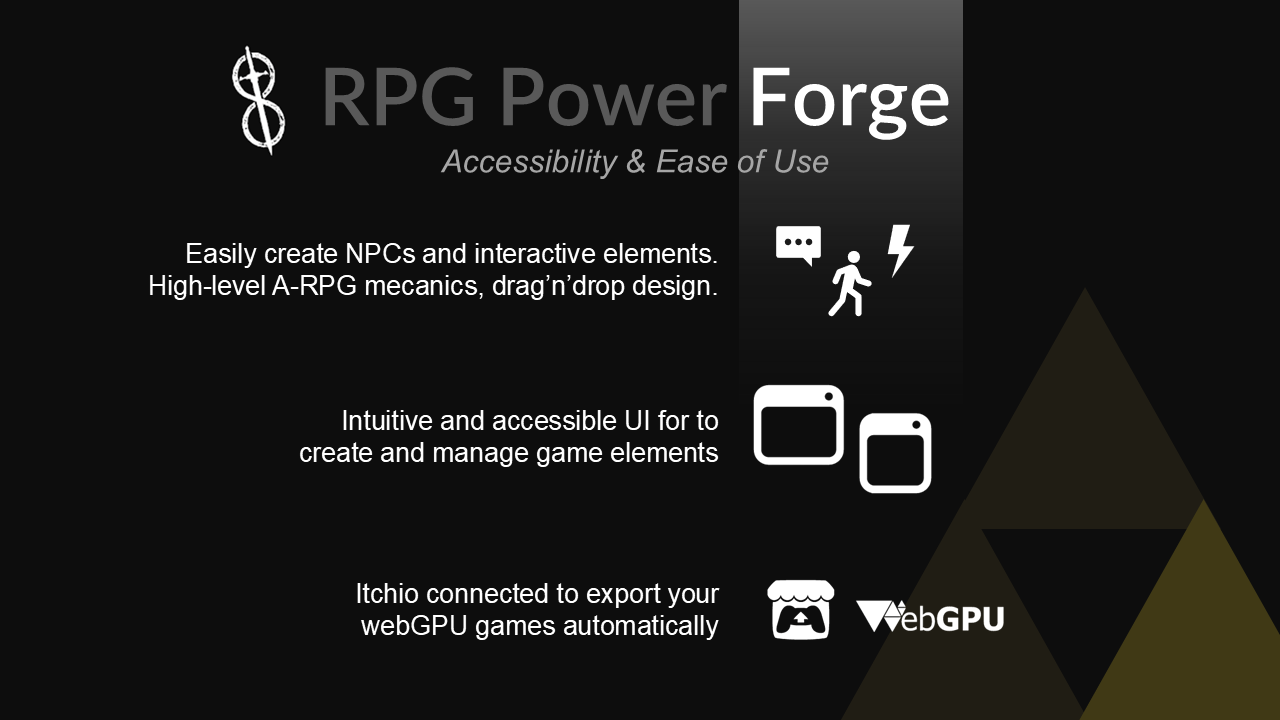 RPG Power Forge
Accessibility & Ease of Use
Easily create NPCs and interactive elements.
High-level A-RPG mecanics, drag’n’drop design.
Intuitive and accessible UI for to
create and manage game elements
Itchio connected to export your
webGPU games automatically
WebGPU